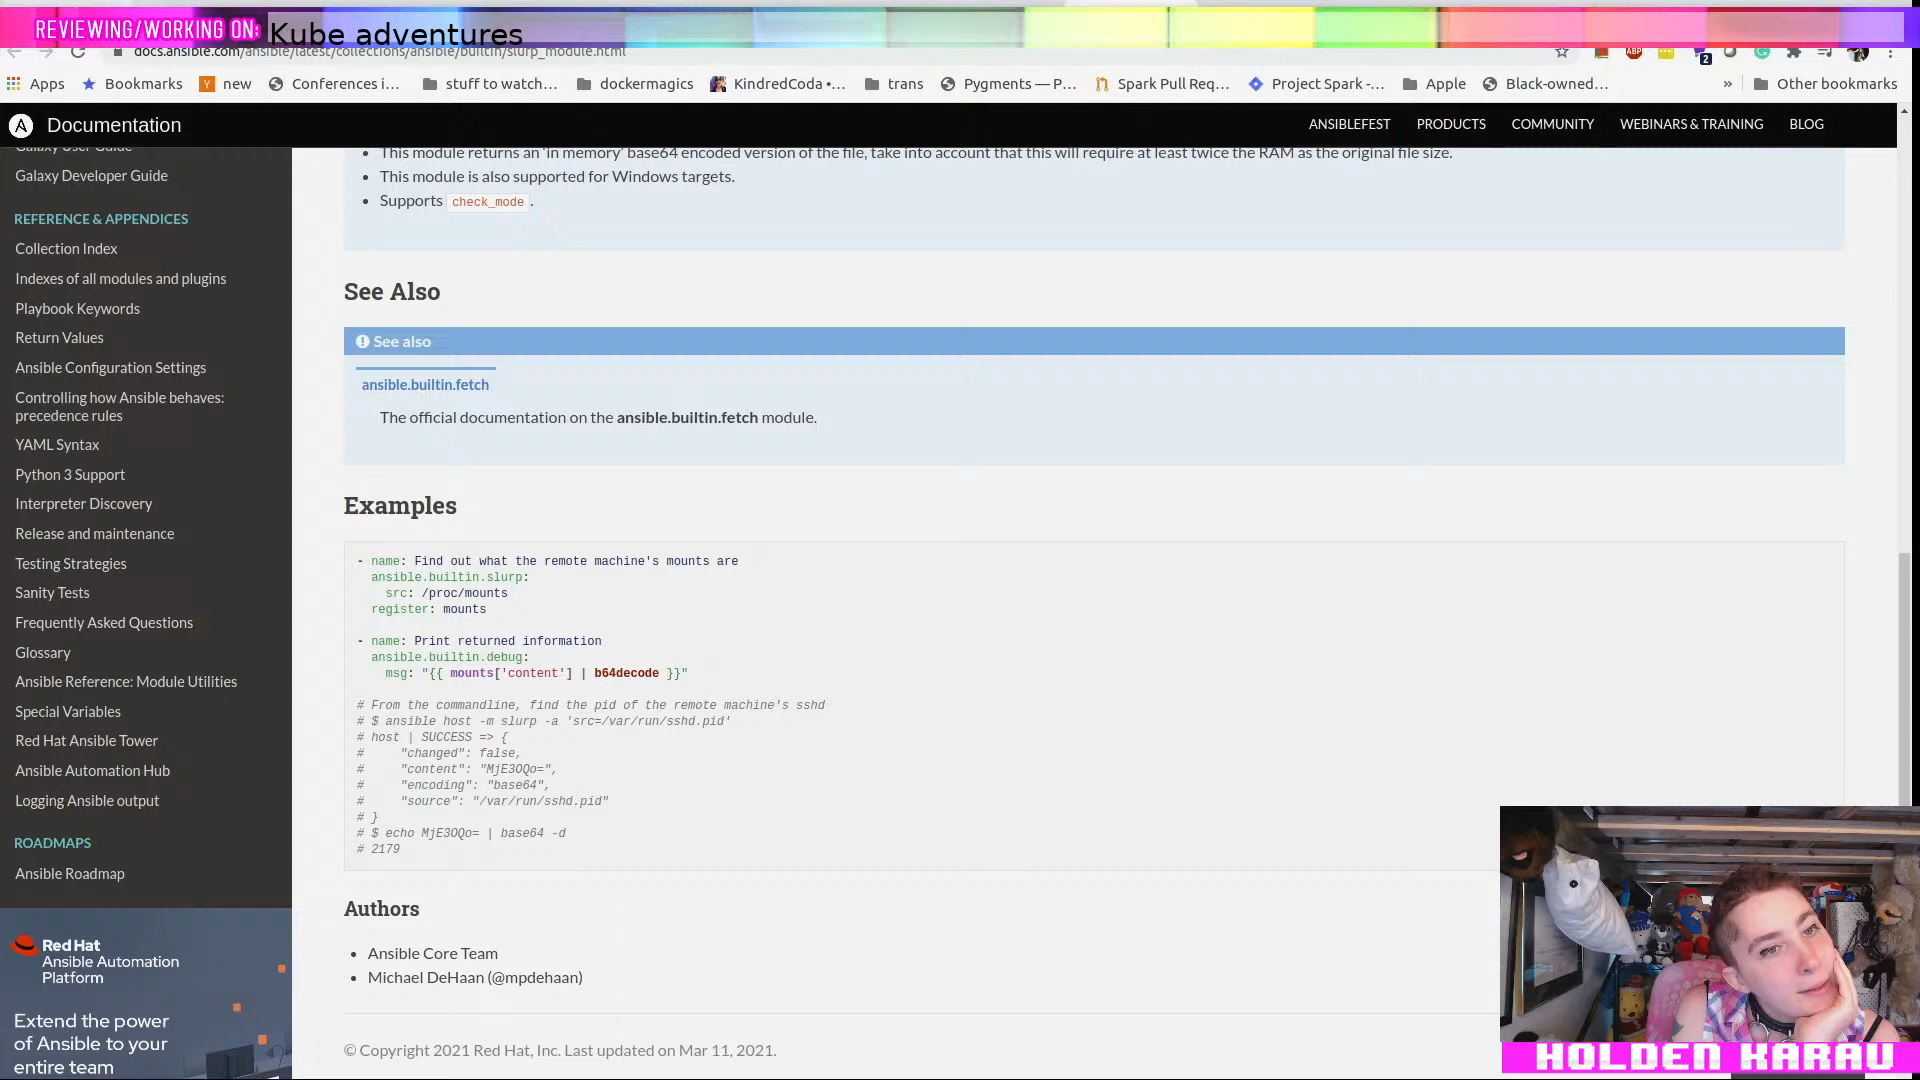 REVIEWING/WORKING ON: Kube adventures
docs.ansible.com/ansible/latest/collections/ansible/builtin/slurp_module.html
ABP
2
Apps Bookmarks new Conferences i… stuff to watch… dockermagics KindredCoda •… trans Pygments — P… Spark Pull Req… Project Spark -… Apple Black-owned… » Other bookmarks
Documentation
ANSIBLEFEST PRODUCTS COMMUNITY WEBINARS & TRAINING BLOG
Galaxy User Guide
Galaxy Developer Guide
REFERENCE & APPENDICES
Collection Index
Indexes of all modules and plugins
Playbook Keywords
Return Values
Ansible Configuration Settings
Controlling how Ansible behaves:
precedence rules
YAML Syntax
Python 3 Support
Interpreter Discovery
Release and maintenance
Testing Strategies
Sanity Tests
Frequently Asked Questions
Glossary
Ansible Reference: Module Utilities
Special Variables
Red Hat Ansible Tower
Ansible Automation Hub
Logging Ansible output
ROADMAPS
Ansible Roadmap
Red Hat
Ansible Automation
Platform
Extend the power
of Ansible to your
entire team
• This module returns an 'in memory' base64 encoded version of the file, take into account that this will require at least twice the RAM as the original file size.
• This module is also supported for Windows targets.
• Supports check_mode .
See Also
See also
ansible.builtin.fetch
The official documentation on the ansible.builtin.fetch module.
Examples
- name: Find out what the remote machine's mounts are
  ansible.builtin.slurp:
    src: /proc/mounts
  register: mounts
- name: Print returned information
  ansible.builtin.debug:
    msg: "{{ mounts['content'] | b64decode }}"
# From the commandline, find the pid of the remote machine's sshd
# $ ansible host -m slurp -a 'src=/var/run/sshd.pid'
# host | SUCCESS => {
#     "changed": false,
#     "content": "MjE3OQo=",
#     "encoding": "base64",
#     "source": "/var/run/sshd.pid"
# }
# $ echo MjE3OQo= | base64 -d
# 2179
Authors
• Ansible Core Team
• Michael DeHaan (@mpdehaan)
© Copyright 2021 Red Hat, Inc. Last updated on Mar 11, 2021.
HOLDEN KARAU